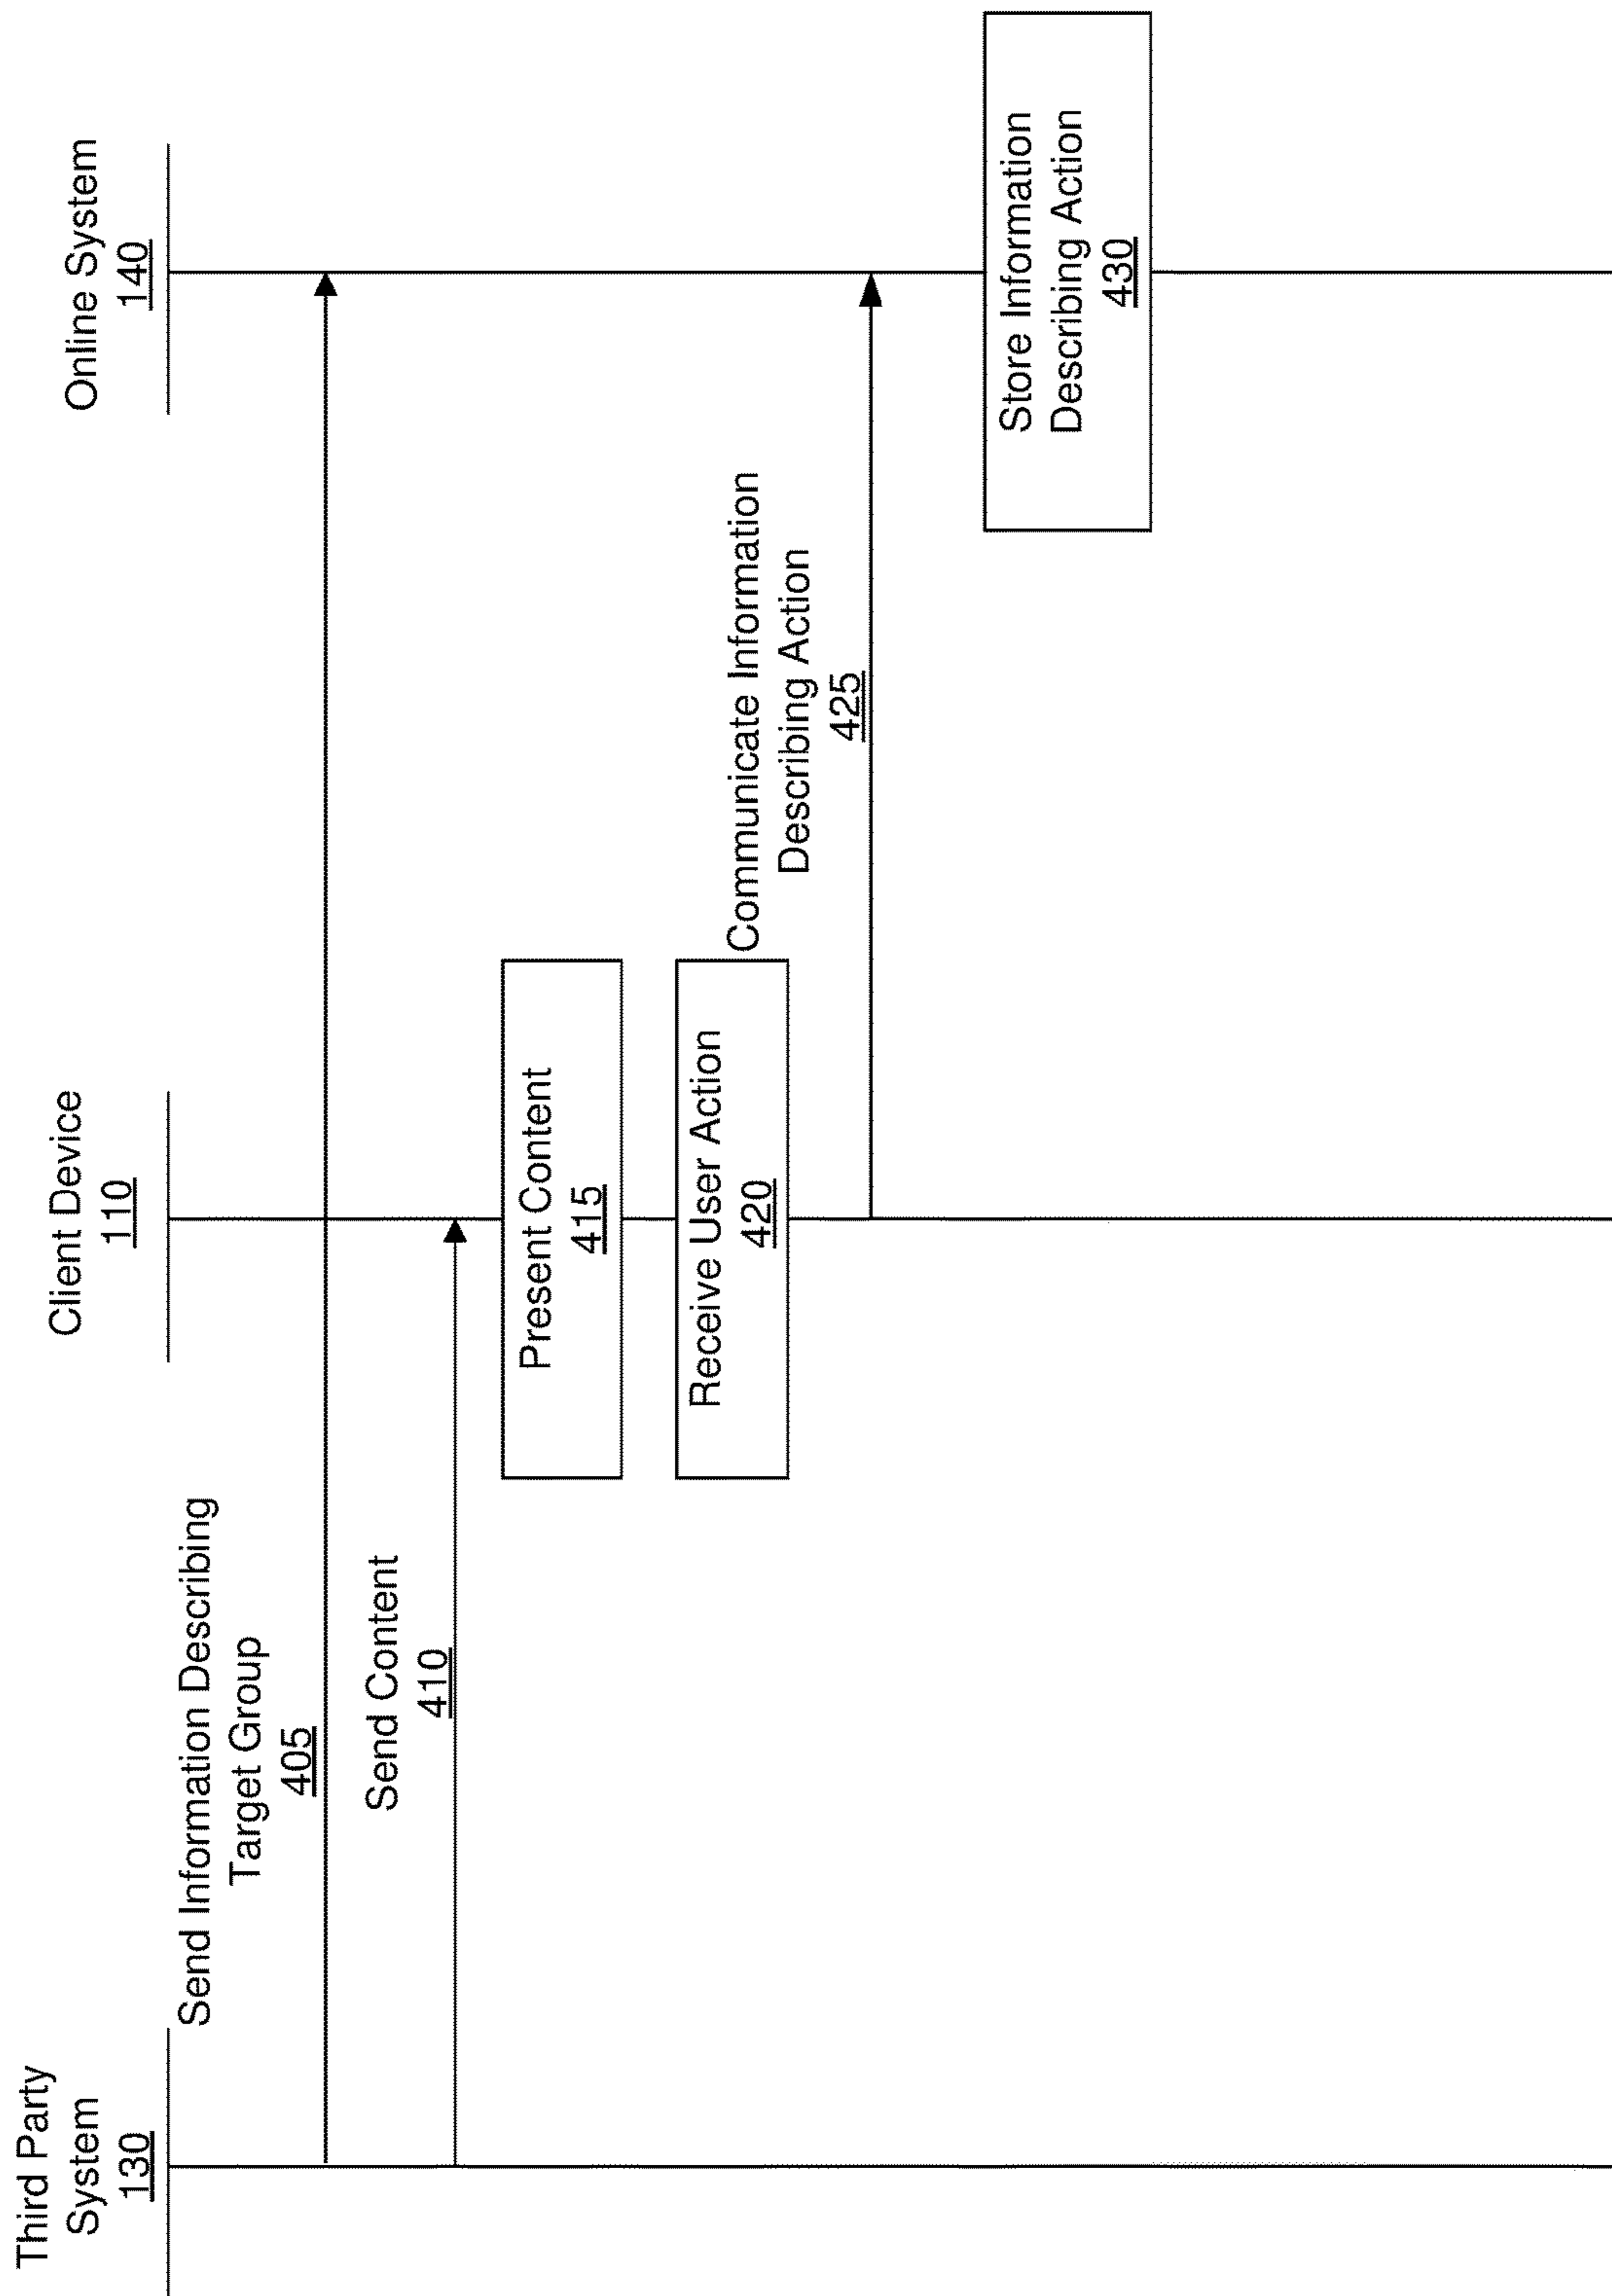 Third Party
System
130
Client Device
110
Online System
140
Send Information Describing
Target Group
405
Send Content
410
Present Content
415
Receive User Action
420
Communicate Information
Describing Action
425
Store Information
Describing Action
430